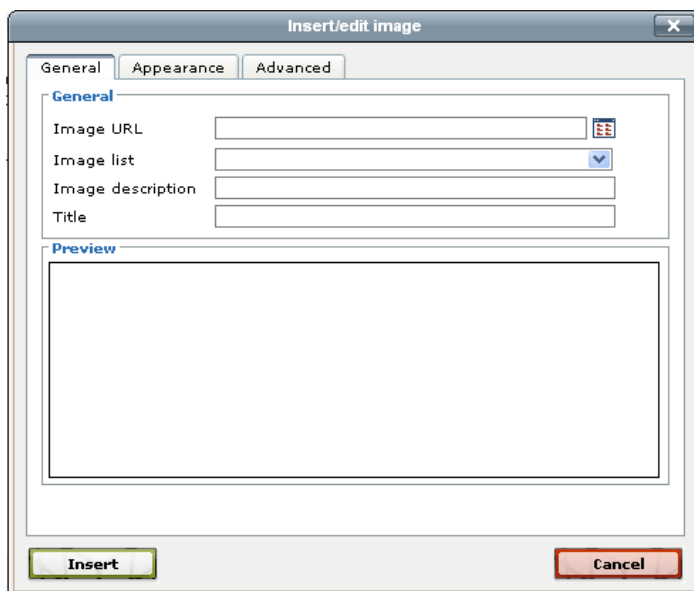 Insert/edit image
General Appearance Advanced
General
Image URL
Image list
Image description
Title
Preview
Insert Cancel